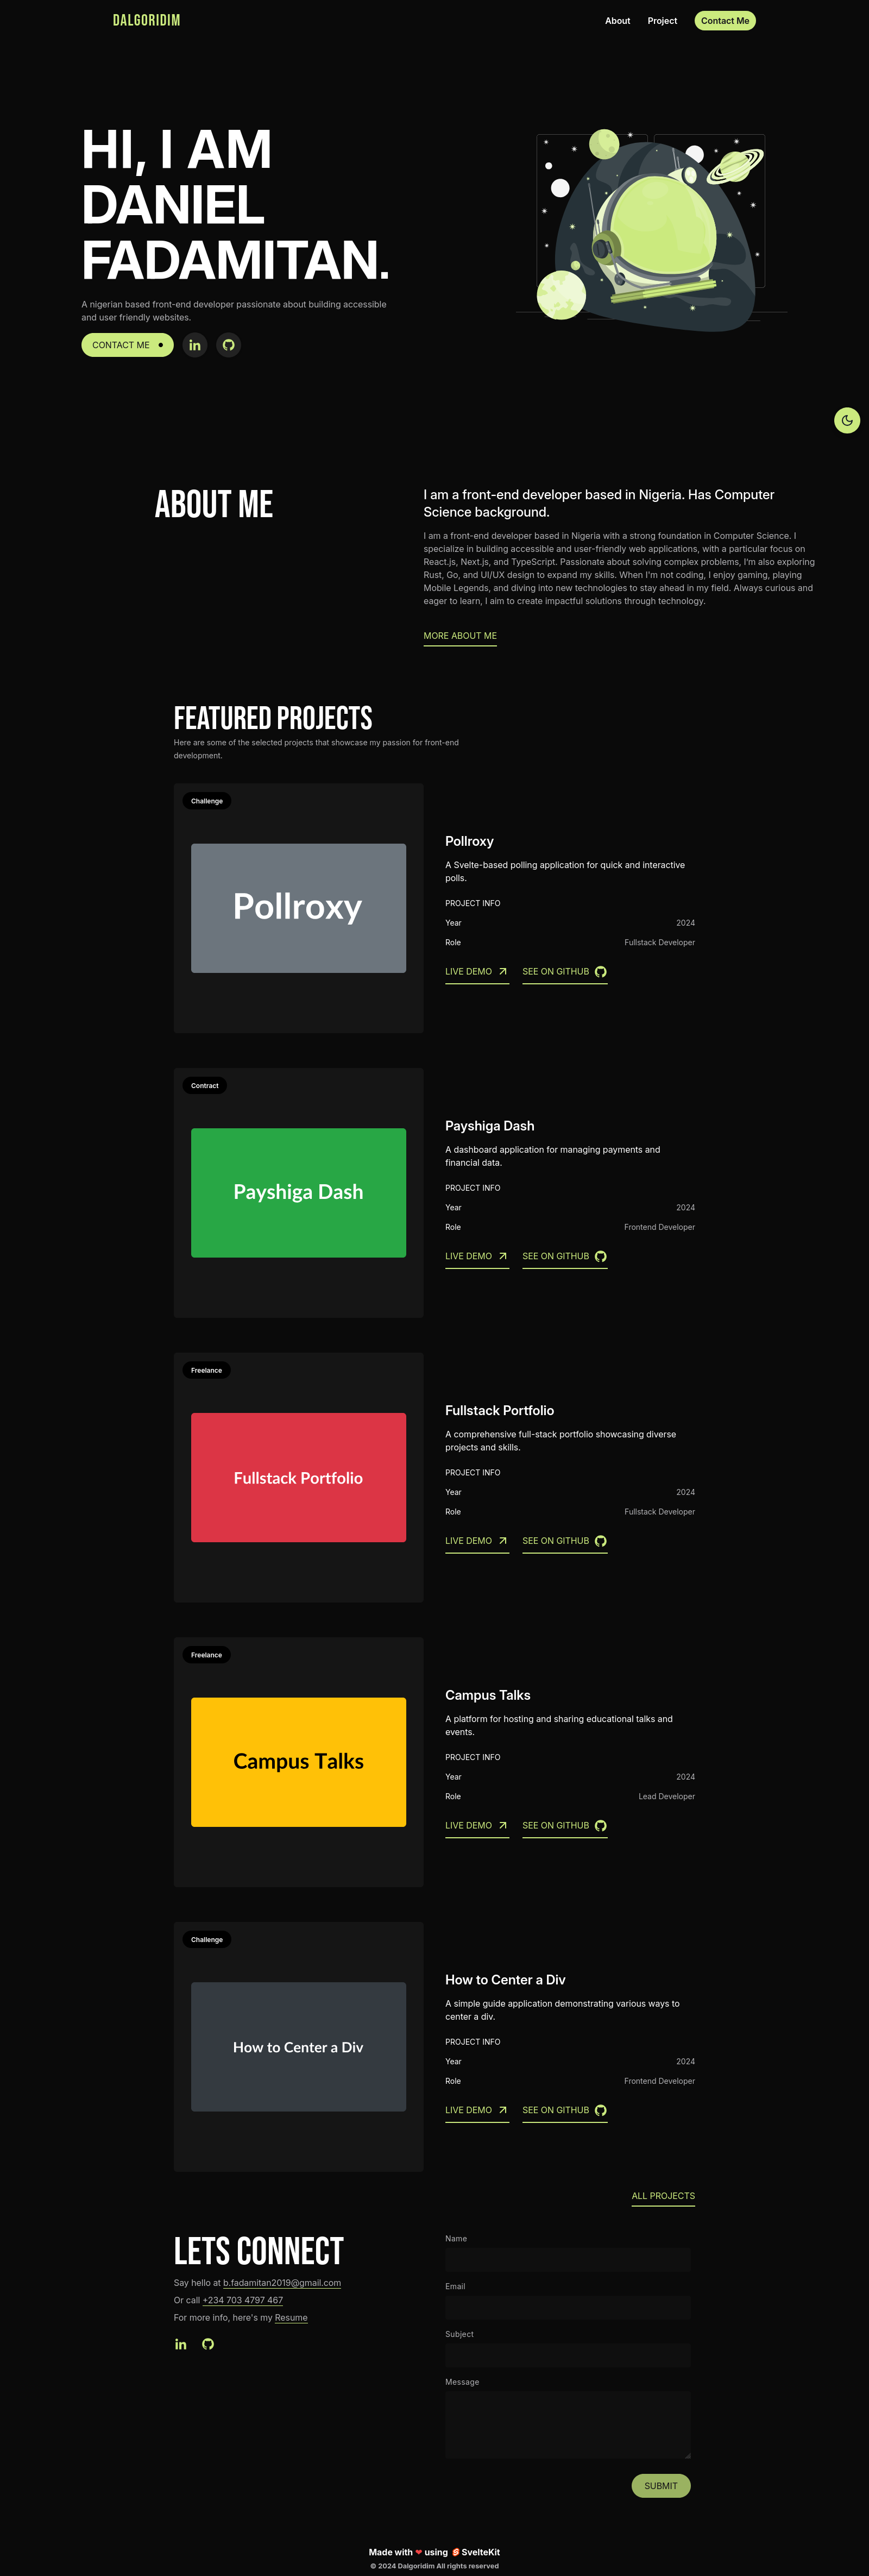 DALGORIDIM
About
Project
Contact Me
HI, I AM
DANIEL
FADAMITAN.
A nigerian based front-end developer passionate about building accessible
and user friendly websites.
CONTACT ME
ABOUT ME
I am a front-end developer based in Nigeria. Has Computer
Science background.
I am a front-end developer based in Nigeria with a strong foundation in Computer Science. I
specialize in building accessible and user-friendly web applications, with a particular focus on
React.js, Next.js, and TypeScript. Passionate about solving complex problems, I'm also exploring
Rust, Go, and UI/UX design to expand my skills. When I'm not coding, I enjoy gaming, playing
Mobile Legends, and diving into new technologies to stay ahead in my field. Always curious and
eager to learn, I aim to create impactful solutions through technology.
MORE ABOUT ME
FEATURED PROJECTS
Here are some of the selected projects that showcase my passion for front-end
development.
Challenge
Pollroxy
Pollroxy
A Svelte-based polling application for quick and interactive
polls.
PROJECT INFO
Year 2024
Role Fullstack Developer
LIVE DEMO SEE ON GITHUB
Contract
Payshiga Dash
Payshiga Dash
A dashboard application for managing payments and
financial data.
PROJECT INFO
Year 2024
Role Frontend Developer
LIVE DEMO SEE ON GITHUB
Freelance
Fullstack Portfolio
Fullstack Portfolio
A comprehensive full-stack portfolio showcasing diverse
projects and skills.
PROJECT INFO
Year 2024
Role Fullstack Developer
LIVE DEMO SEE ON GITHUB
Freelance
Campus Talks
Campus Talks
A platform for hosting and sharing educational talks and
events.
PROJECT INFO
Year 2024
Role Lead Developer
LIVE DEMO SEE ON GITHUB
Challenge
How to Center a Div
How to Center a Div
A simple guide application demonstrating various ways to
center a div.
PROJECT INFO
Year 2024
Role Frontend Developer
LIVE DEMO SEE ON GITHUB
ALL PROJECTS
LETS CONNECT
Say hello at b.fadamitan2019@gmail.com
Or call +234 703 4797 467
For more info, here's my Resume
Name
Email
Subject
Message
SUBMIT
Made with ❤ using SvelteKit
© 2024 Dalgoridim All rights reserved